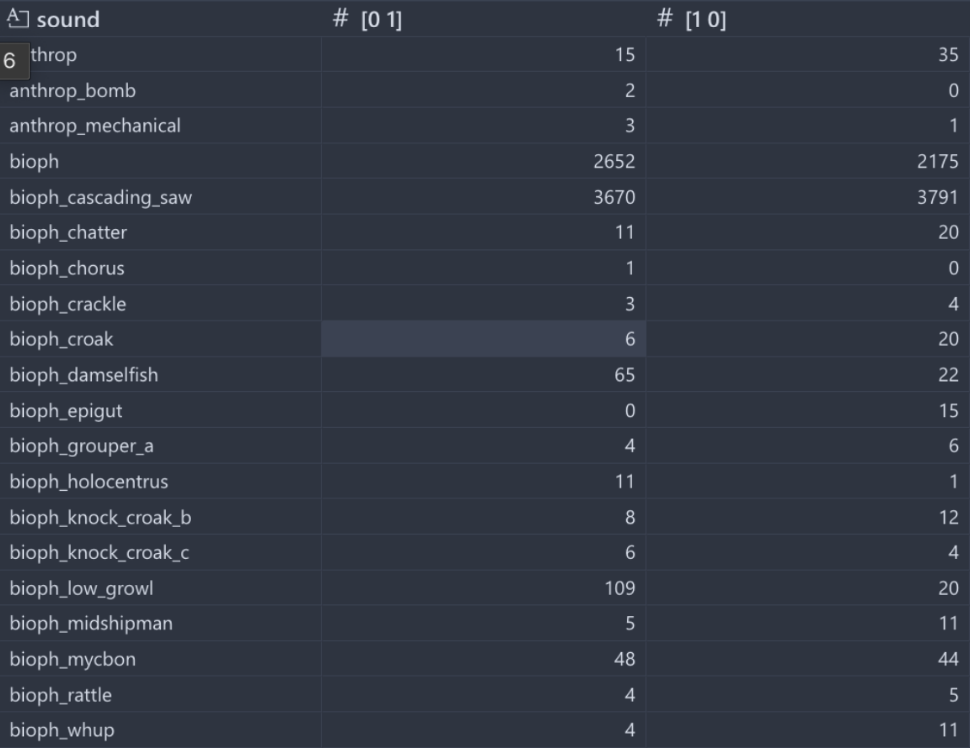 sound # [0 1] # [1 0]
6 throp 15 35
anthrop_bomb 2 0
anthrop_mechanical 3 1
bioph 2652 2175
bioph_cascading_saw 3670 3791
bioph_chatter 11 20
bioph_chorus 1 0
bioph_crackle 3 4
bioph_croak 6 20
bioph_damselfish 65 22
bioph_epigut 0 15
bioph_grouper_a 4 6
bioph_holocentrus 11 1
bioph_knock_croak_b 8 12
bioph_knock_croak_c 6 4
bioph_low_growl 109 20
bioph_midshipman 5 11
bioph_mycbon 48 44
bioph_rattle 4 5
bioph_whup 4 11